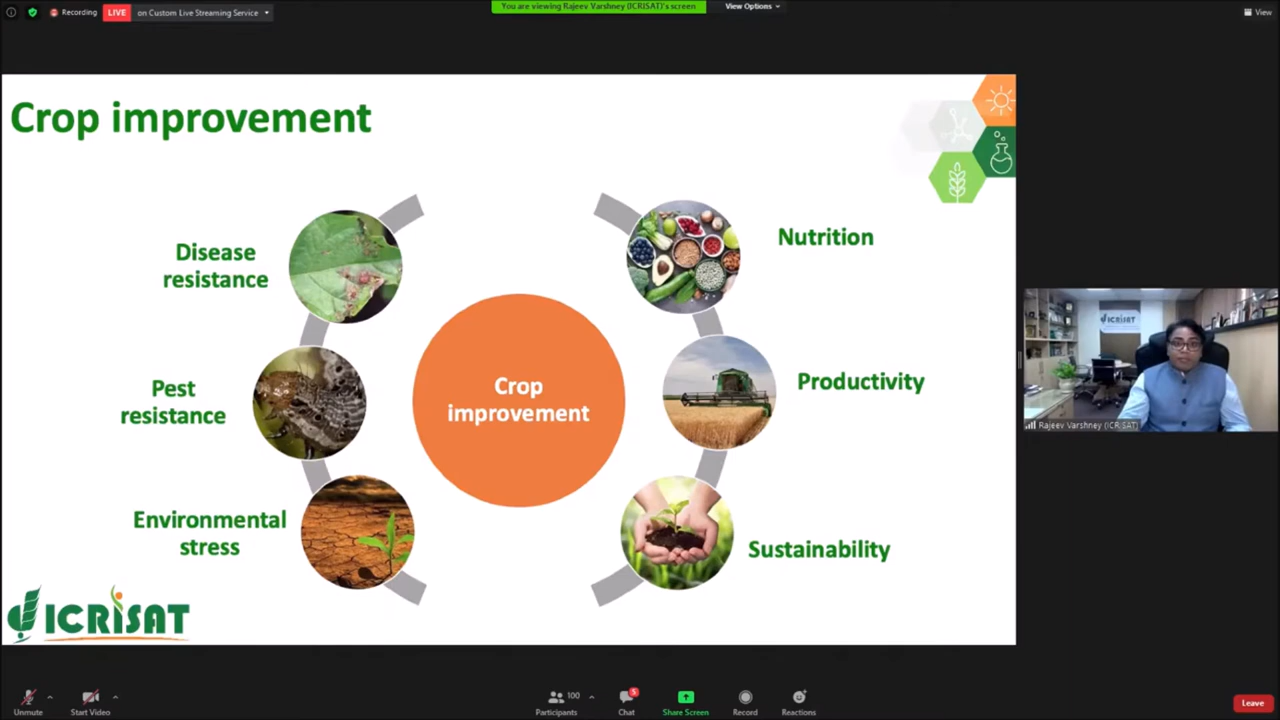 Recording
LIVE
on Custom Live Streaming Service
You are viewing Rajeev Varshney (ICRISAT)'s screen
View Options
View
Crop improvement
Disease
resistance
Pest
resistance
Environmental
stress
Crop
improvement
Nutrition
Productivity
Sustainability
ICRISAT
ICRISAT
Rajeev Varshney (ICRISAT)
Unmute
Start Video
100
Participants
5
Chat
Share Screen
Record
Reactions
Leave